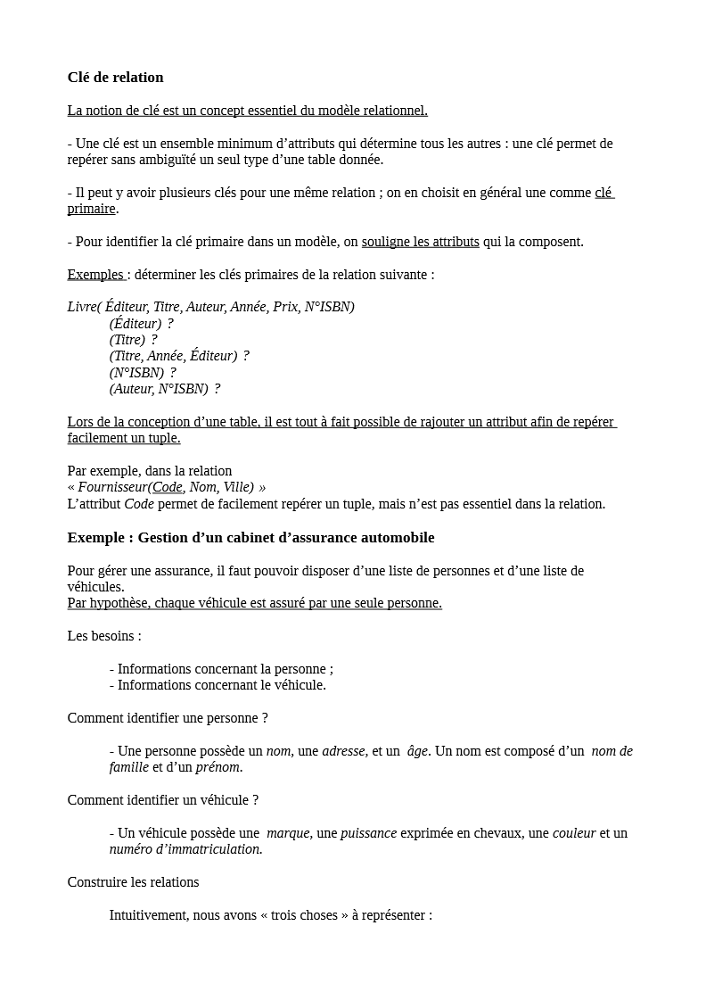 Clé de relation
La notion de clé est un concept essentiel du modèle relationnel.
- Une clé est un ensemble minimum d’attributs qui détermine tous les autres : une clé permet de
repérer sans ambiguïté un seul type d’une table donnée.
- Il peut y avoir plusieurs clés pour une même relation ; on en choisit en général une comme clé
primaire.
- Pour identifier la clé primaire dans un modèle, on souligne les attributs qui la composent.
Exemples : déterminer les clés primaires de la relation suivante :
Livre( Éditeur, Titre, Auteur, Année, Prix, N°ISBN)
(Éditeur) ?
(Titre) ?
(Titre, Année, Éditeur) ?
(N°ISBN) ?
(Auteur, N°ISBN) ?
Lors de la conception d’une table, il est tout à fait possible de rajouter un attribut afin de repérer
facilement un tuple.
Par exemple, dans la relation
« Fournisseur(Code, Nom, Ville) »
L’attribut Code permet de facilement repérer un tuple, mais n’est pas essentiel dans la relation.
Exemple : Gestion d’un cabinet d’assurance automobile
Pour gérer une assurance, il faut pouvoir disposer d’une liste de personnes et d’une liste de
véhicules.
Par hypothèse, chaque véhicule est assuré par une seule personne.
Les besoins :
- Informations concernant la personne ;
- Informations concernant le véhicule.
Comment identifier une personne ?
- Une personne possède un nom, une adresse, et un âge. Un nom est composé d’un nom de
famille et d’un prénom.
Comment identifier un véhicule ?
- Un véhicule possède une marque, une puissance exprimée en chevaux, une couleur et un
numéro d’immatriculation.
Construire les relations
Intuitivement, nous avons « trois choses » à représenter :